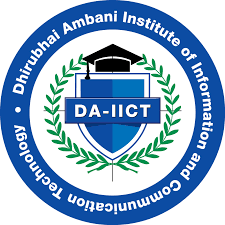 Dhirubhai Ambani Institute of Information and Communication Technology
DA-IICT